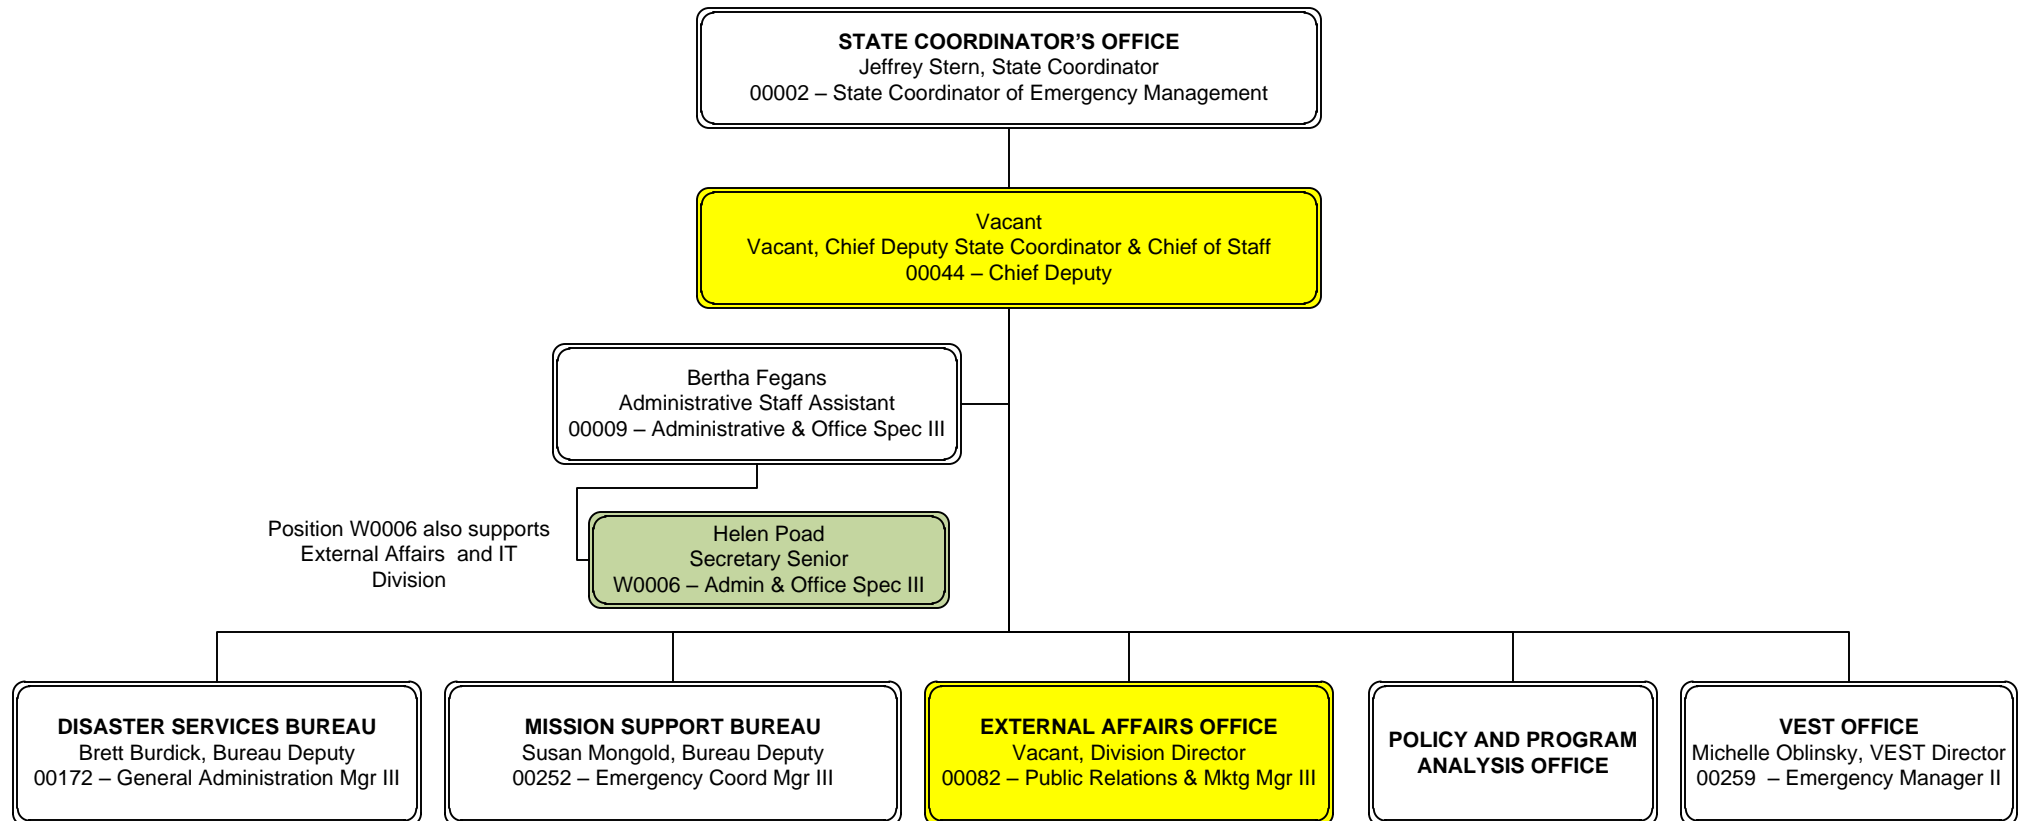 STATE COORDINATOR’S OFFICE
Jeffrey Stern, State Coordinator
00002 – State Coordinator of Emergency Management
Vacant
Vacant, Chief Deputy State Coordinator & Chief of Staff
00044 – Chief Deputy
Bertha Fegans
Administrative Staff Assistant
00009 – Administrative & Office Spec III
Position W0006 also supports
External Affairs and IT
Division
Helen Poad
Secretary Senior
W0006 – Admin & Office Spec III
DISASTER SERVICES BUREAU
Brett Burdick, Bureau Deputy
00172 – General Administration Mgr III
MISSION SUPPORT BUREAU
Susan Mongold, Bureau Deputy
00252 – Emergency Coord Mgr III
EXTERNAL AFFAIRS OFFICE
Vacant, Division Director
00082 – Public Relations & Mktg Mgr III
POLICY AND PROGRAM
ANALYSIS OFFICE
VEST OFFICE
Michelle Oblinsky, VEST Director
00259 – Emergency Manager II